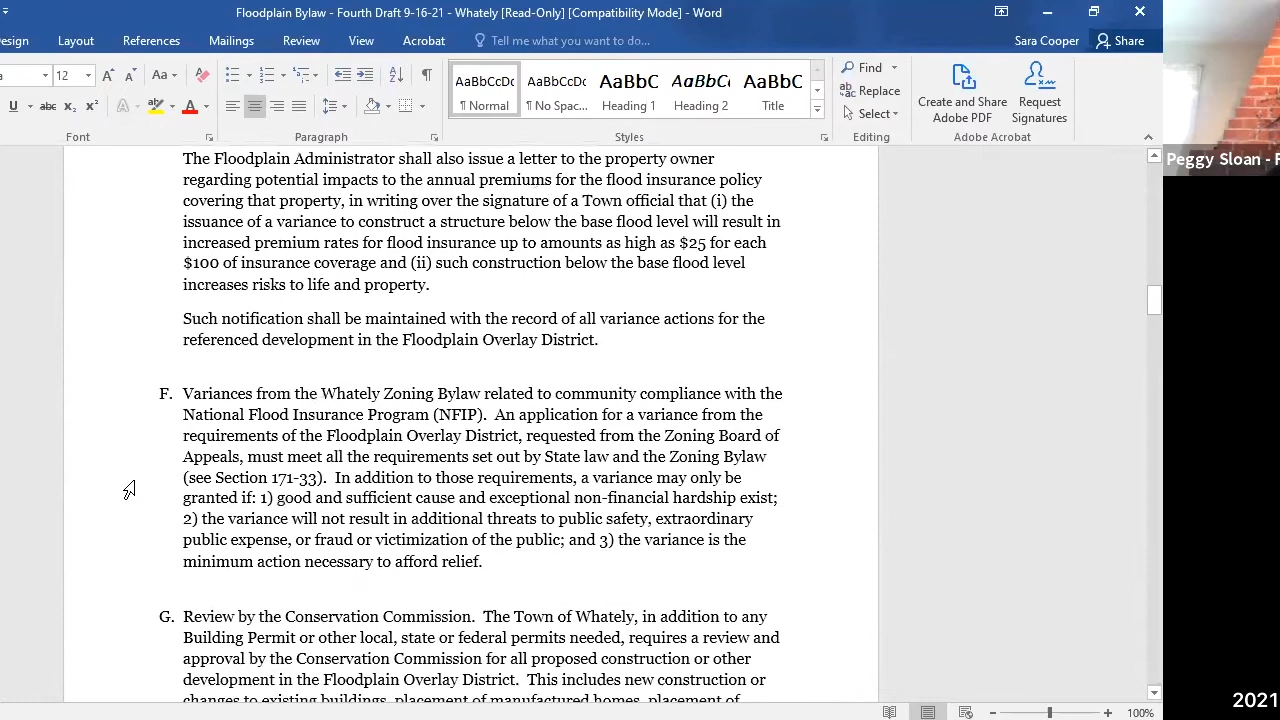 Floodplain Bylaw - Fourth Draft 9-16-21 - Whately [Read-Only] [Compatibility Mode] - Word
esign Layout References Mailings Review View Acrobat Tell me what you want to do... Sara Cooper Share
a 12 Aa
AaBbCcDc AaBbCcDc AaBbC AaBbCc AaBbC
¶ Normal ¶ No Spac... Heading 1 Heading 2 Title
Find
Replace
Select
Create and Share
Adobe PDF
Request
Signatures
Font Paragraph Styles Editing Adobe Acrobat
The Floodplain Administrator shall also issue a letter to the property owner
regarding potential impacts to the annual premiums for the flood insurance policy
covering that property, in writing over the signature of a Town official that (i) the
issuance of a variance to construct a structure below the base flood level will result in
increased premium rates for flood insurance up to amounts as high as $25 for each
$100 of insurance coverage and (ii) such construction below the base flood level
increases risks to life and property.
Such notification shall be maintained with the record of all variance actions for the
referenced development in the Floodplain Overlay District.
F. Variances from the Whately Zoning Bylaw related to community compliance with the
National Flood Insurance Program (NFIP). An application for a variance from the
requirements of the Floodplain Overlay District, requested from the Zoning Board of
Appeals, must meet all the requirements set out by State law and the Zoning Bylaw
(see Section 171-33). In addition to those requirements, a variance may only be
granted if: 1) good and sufficient cause and exceptional non-financial hardship exist;
2) the variance will not result in additional threats to public safety, extraordinary
public expense, or fraud or victimization of the public; and 3) the variance is the
minimum action necessary to afford relief.
G. Review by the Conservation Commission. The Town of Whately, in addition to any
Building Permit or other local, state or federal permits needed, requires a review and
approval by the Conservation Commission for all proposed construction or other
development in the Floodplain Overlay District. This includes new construction or
changes to existing buildings, placement of manufactured homes, placement of
100%
Peggy Sloan - F
2021